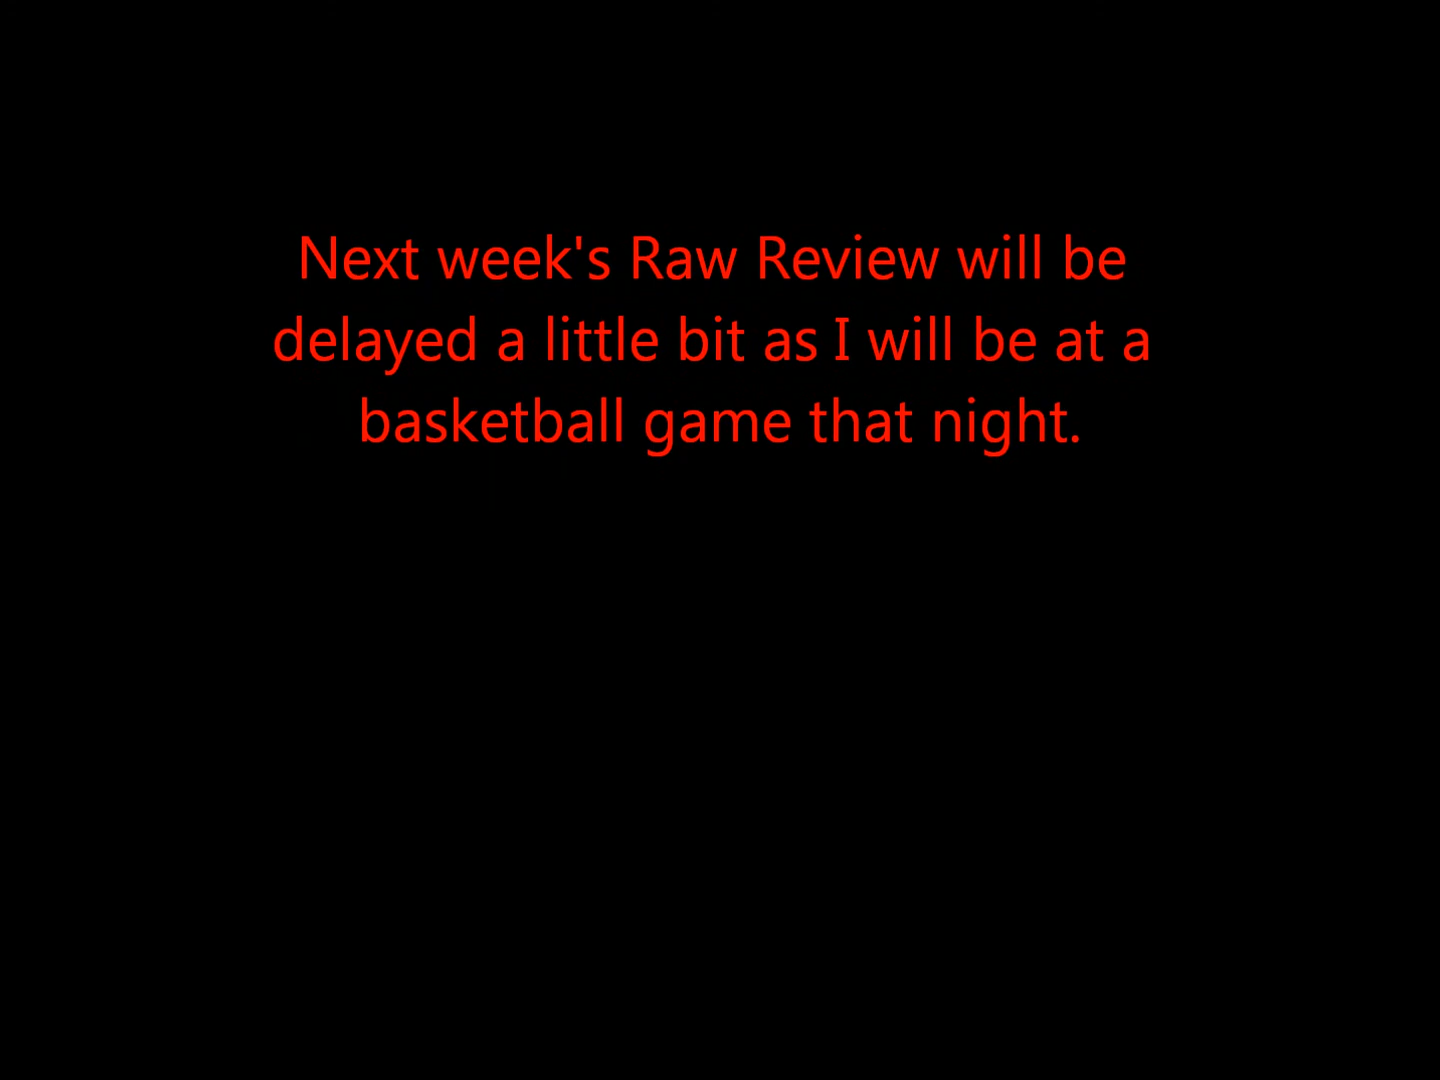 Next week's Raw Review will be
delayed a little bit as I will be at a
basketball game that night.